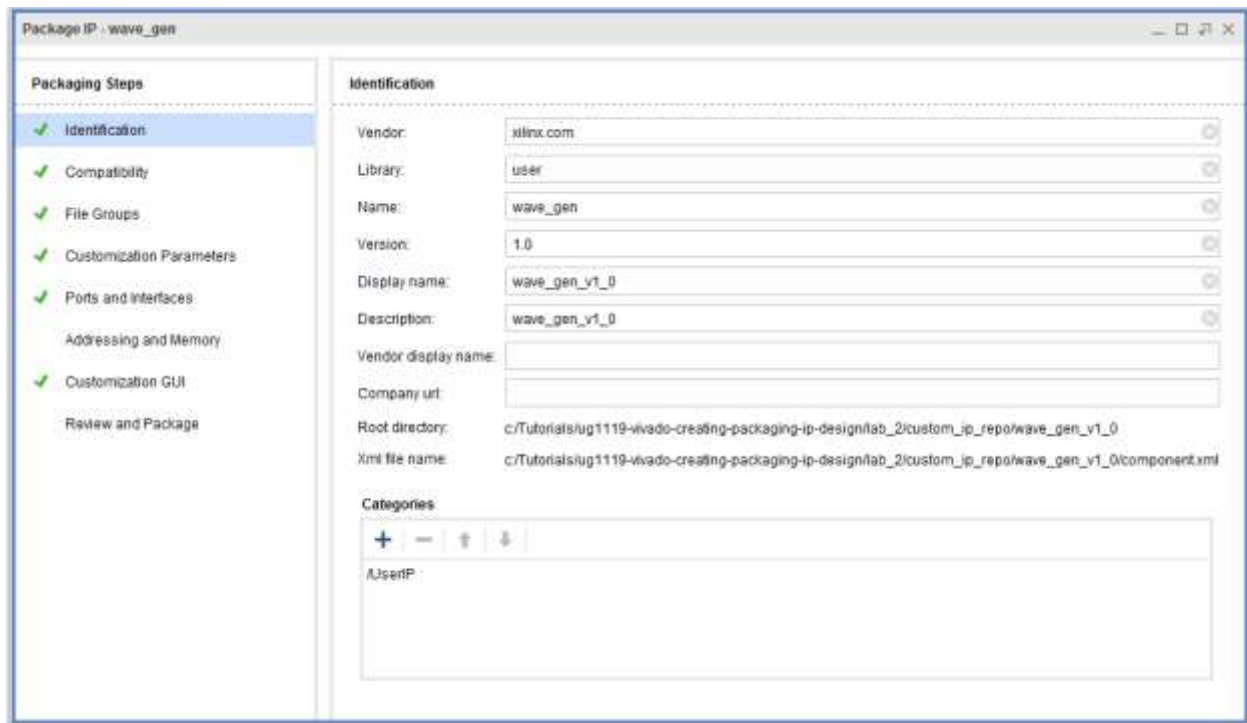 Package IP - wave_gen
Packaging Steps
Identification
Compatibility
File Groups
Customization Parameters
Ports and Interfaces
Addressing and Memory
Customization GUI
Review and Package
Identification
Vendor: xilinx.com
Library: user
Name: wave_gen
Version: 1.0
Display name: wave_gen_v1_0
Description: wave_gen_v1_0
Vendor display name:
Company url:
Root directory: c:/Tutorials/ug1119-vivado-creating-packaging-ip-design/lab_2/custom_ip_repo/wave_gen_v1_0
Xml file name: c:/Tutorials/ug1119-vivado-creating-packaging-ip-design/lab_2/custom_ip_repo/wave_gen_v1_0/component.xml
Categories
/UserIP